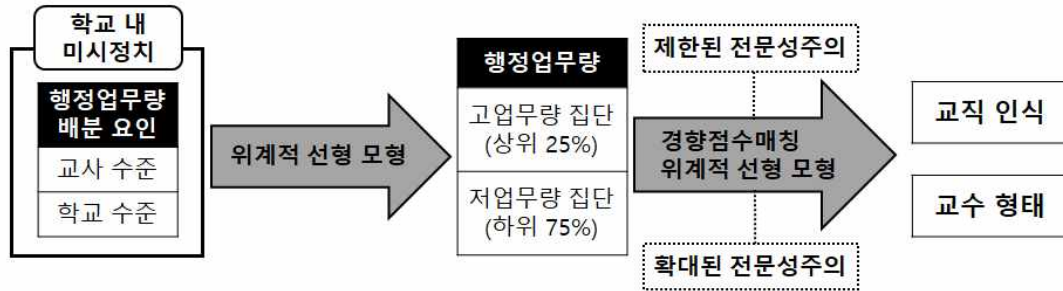 학교 내
미시정치
행정업무량
배분 요인
교사 수준
학교 수준
위계적 선형 모형
행정업무량
고업무량 집단
(상위 25%)
저업무량 집단
(하위 75%)
제한된 전문성주의
경향점수매칭
위계적 선형 모형
확대된 전문성주의
교직 인식
교수 형태